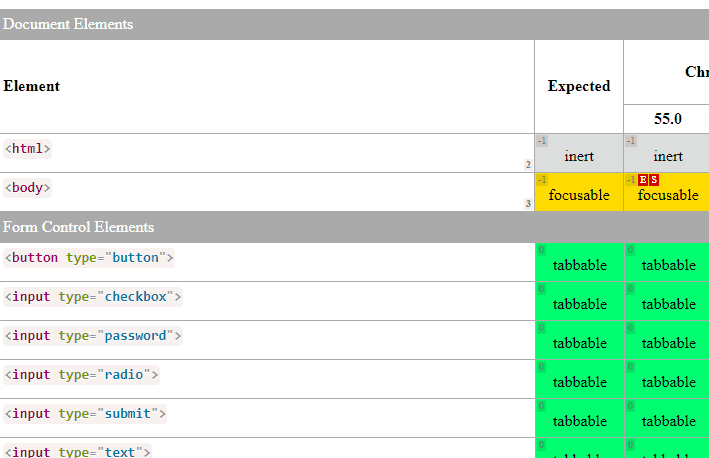 Document Elements
Element Expected Chr
55.0
<html> 2 -1 inert -1 inert
<body> 3 -1 focusable -1 E S focusable
Form Control Elements
<button type="button"> 0 tabbable 0 tabbable
<input type="checkbox"> 0 tabbable 0 tabbable
<input type="password"> 0 tabbable 0 tabbable
<input type="radio"> 0 tabbable 0 tabbable
<input type="submit"> 0 tabbable 0 tabbable
<input type="text"> 0 tabbable 0 tabbable